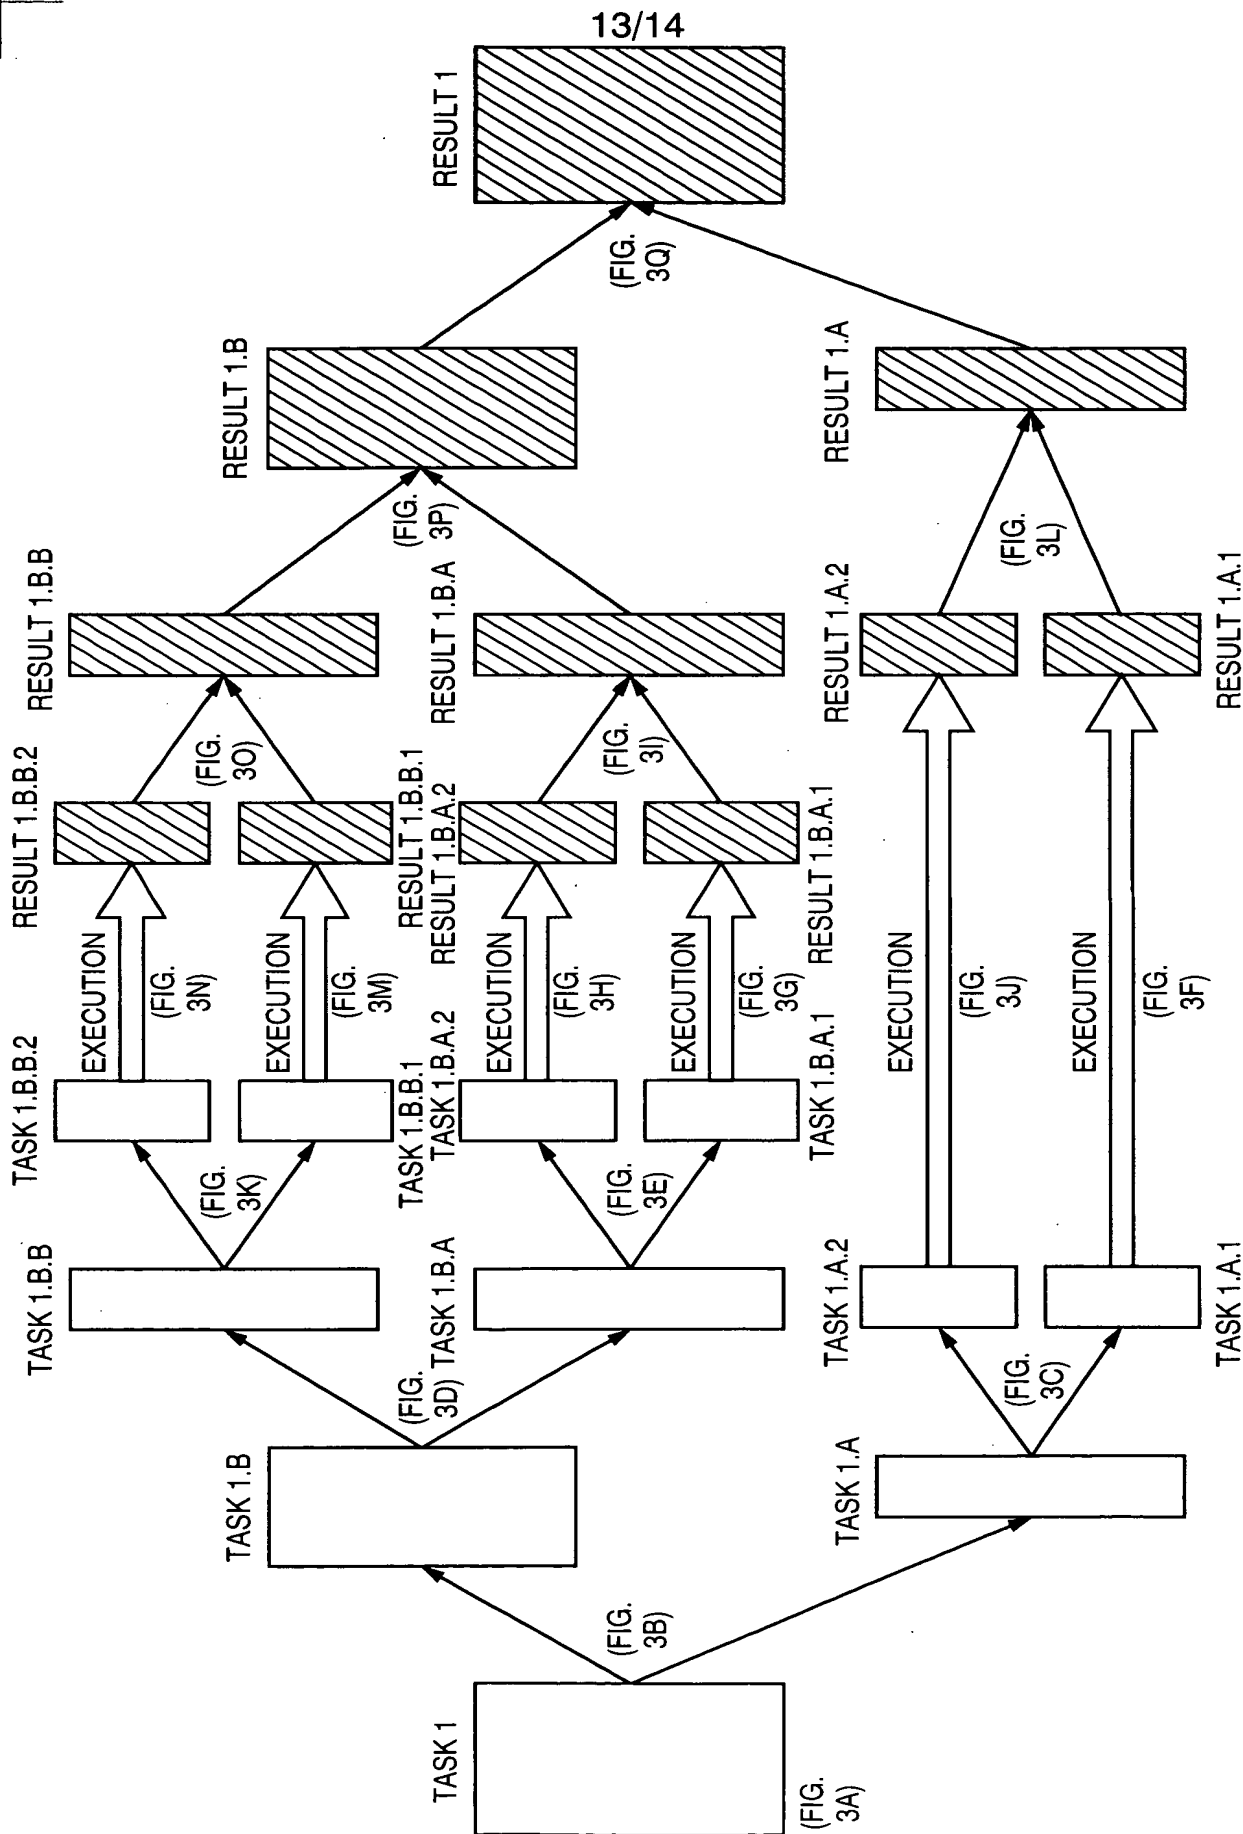 13/14
TASK 1
(FIG.
3A)
(FIG.
3B)
TASK 1.B
TASK 1.A
(FIG.
3D)
(FIG.
3C)
TASK 1.B.B
TASK 1.B.A
TASK 1.A.2
TASK 1.A.1
(FIG.
3K)
(FIG.
3E)
TASK 1.B.B.2
TASK 1.B.B.1
TASK 1.B.A.2
TASK 1.B.A.1
EXECUTION
(FIG.
3N)
EXECUTION
(FIG.
3M)
EXECUTION
(FIG.
3H)
EXECUTION
(FIG.
3G)
EXECUTION
(FIG.
3J)
EXECUTION
(FIG.
3F)
RESULT 1.B.B.2
RESULT 1.B.B.1
RESULT 1.B.A.2
RESULT 1.B.A.1
(FIG.
3O)
(FIG.
3I)
RESULT 1.B.B
RESULT 1.B.A
RESULT 1.A.2
RESULT 1.A.1
(FIG.
3P)
(FIG.
3L)
RESULT 1.B
RESULT 1.A
(FIG.
3Q)
RESULT 1